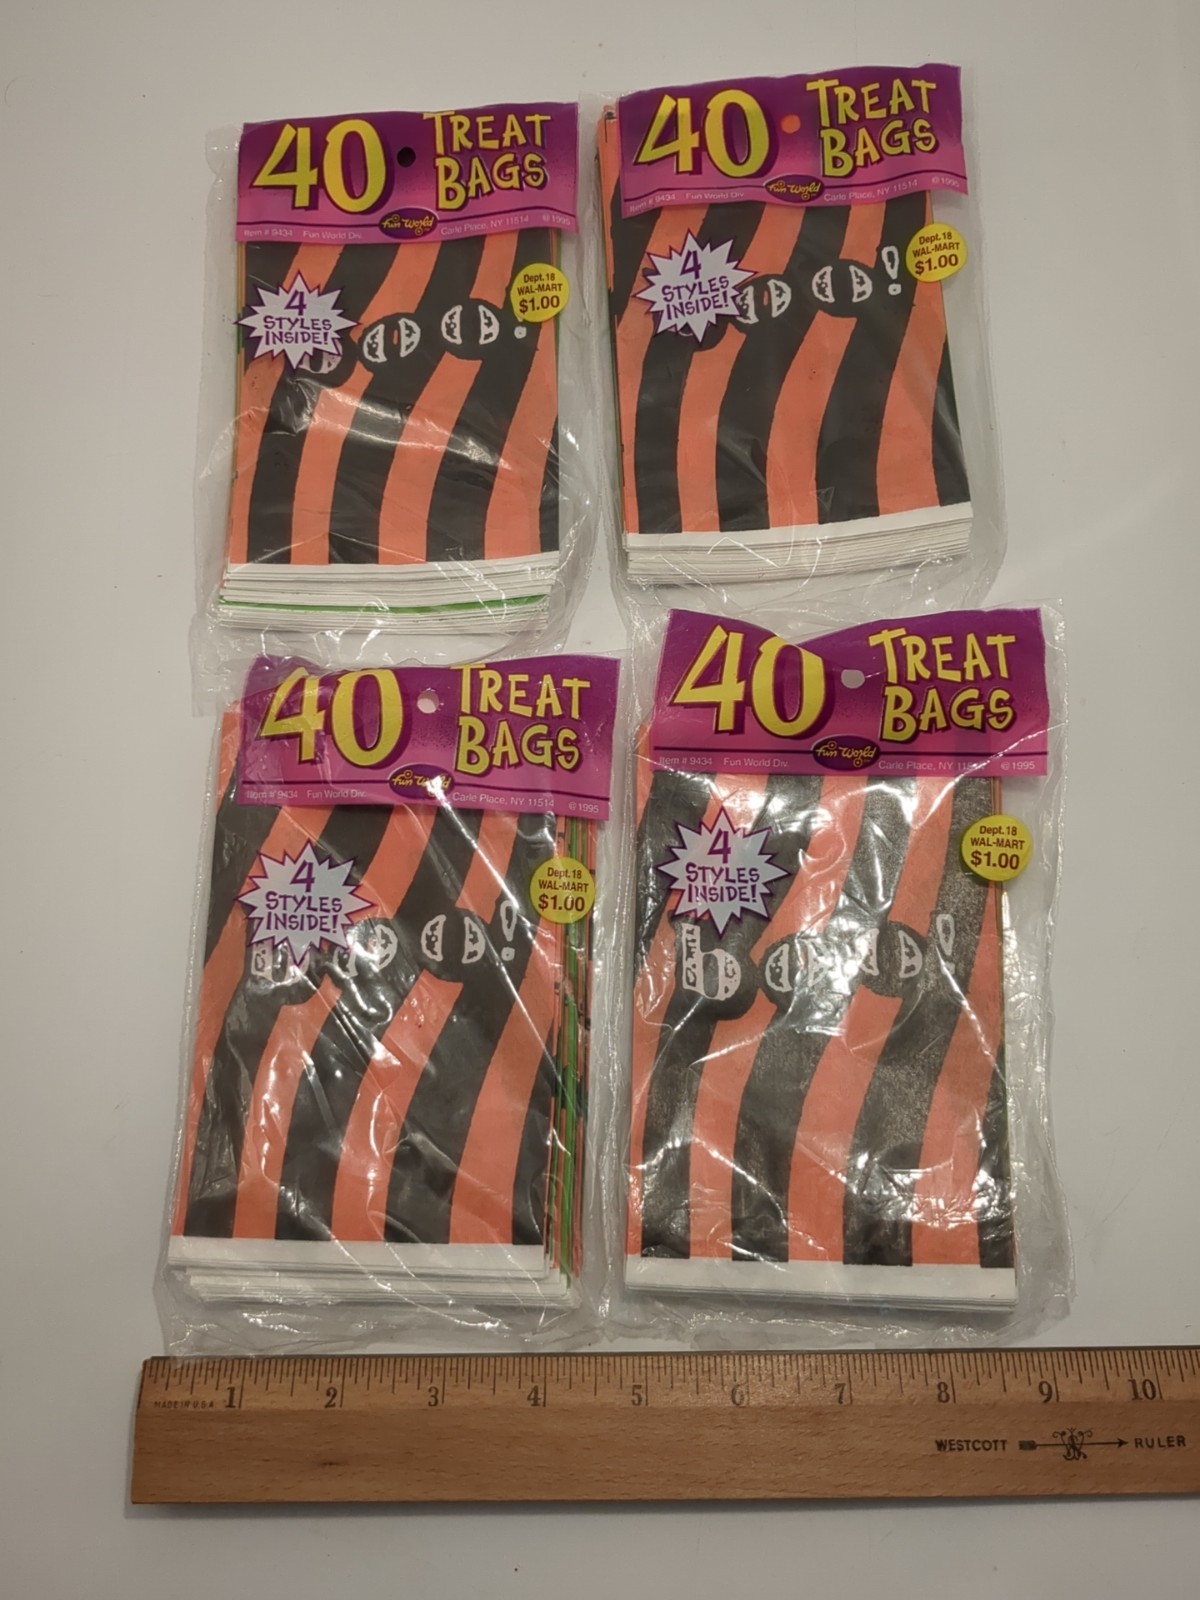 40 TREAT BAGS
Item # 9434 Fun World Div. Fun World Carle Place, NY 11514 © 1995
4 STYLES INSIDE!
Dept. 18
WAL-MART
$1.00
boo!
40 TREAT BAGS
Item # 9434 Fun World Div. Fun World Carle Place, NY 11514 © 1995
4 STYLES INSIDE!
Dept. 18
WAL-MART
$1.00
oo!
40 TREAT BAGS
Item # 9434 Fun World Div. Fun World Carle Place, NY 11514 © 1995
4 STYLES INSIDE!
Dept. 18
WAL-MART
$1.00
boo!
40 TREAT BAGS
Item # 9434 Fun World Div. Fun World Carle Place, NY © 1995
4 STYLES INSIDE!
Dept. 18
WAL-MART
$1.00
boo!
1 2 3 4 5 6 7 8 9 10
MADE IN U.S.A.
WESTCOTT RULER